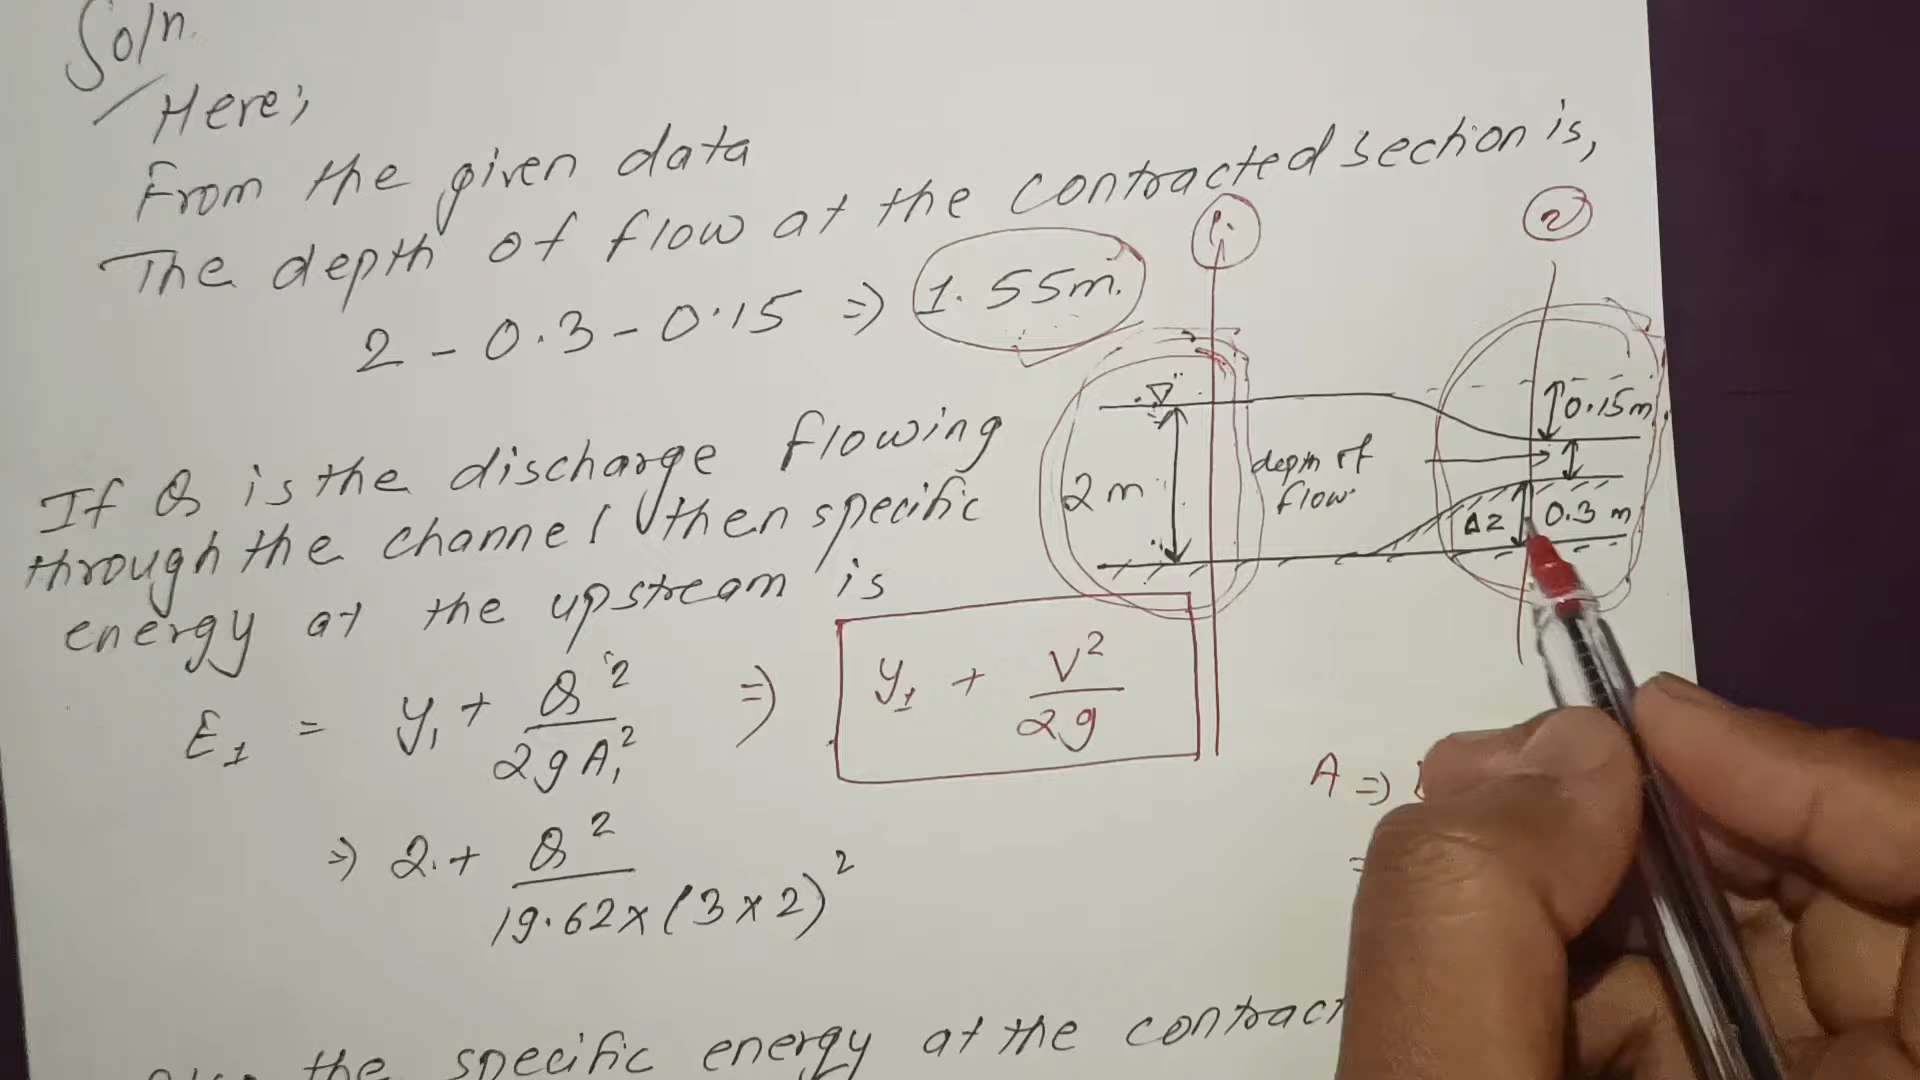 Soln.
Here;
From the given data
The depth of flow at the contracted section is,
2 - 0.3 - 0.15 ⇒ 1.55m.
If Q is the discharge flowing
through the channel then specific
energy at the upstream is
E1 = y1 + Q² / 2gA1² ⇒ y1 + V² / 2g
⇒ 2 + Q² / 19.62 x (3 x 2)²
Also the specific energy at the contract
1.
2
2 m
depth of
flow
0.15m
Δz
0.3 m
A ⇒